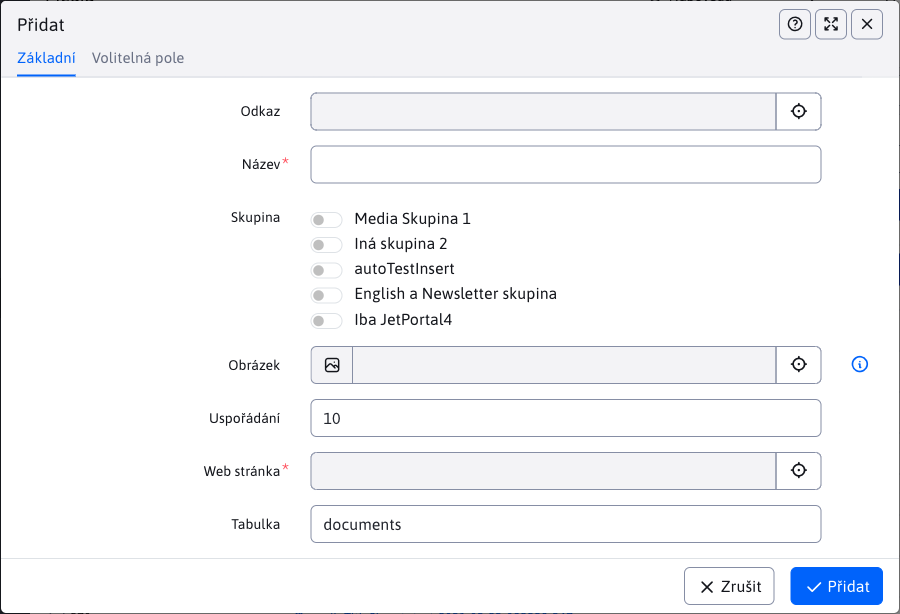 Přidat
Základní Volitelná pole
Odkaz
Název*
Skupina
Media Skupina 1
Iná skupina 2
autoTestInsert
English a Newsletter skupina
Iba JetPortal4
Obrázek
Uspořádání 10
Web stránka*
Tabulka documents
Zrušit Přidat